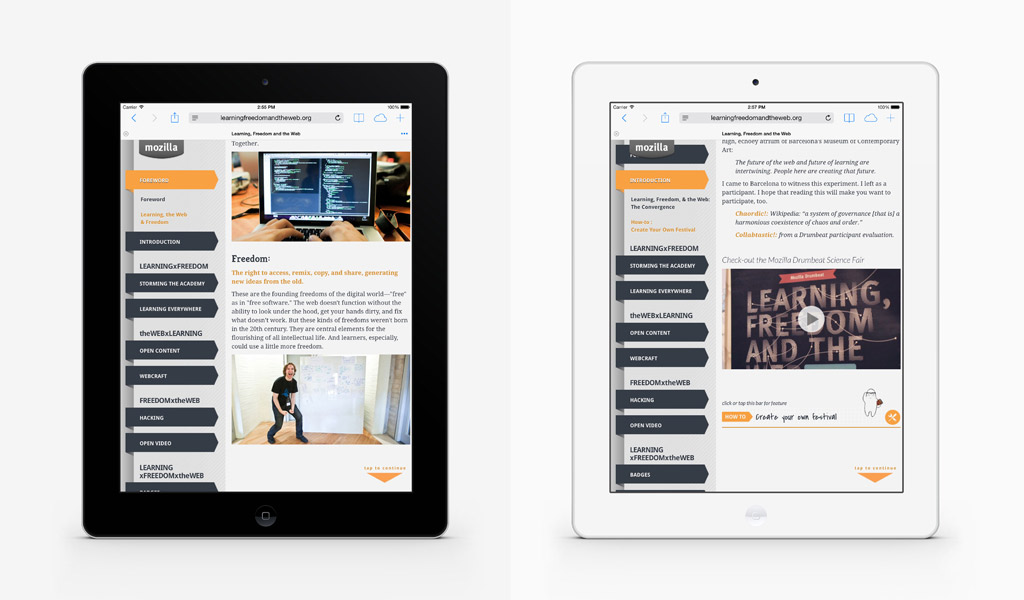 Carrier
2:55 PM
100%
learningfreedomandtheweb.org
Learning, Freedom and the Web
mozilla
FOREWORD
Foreword
Learning, the Web
& Freedom
INTRODUCTION
LEARNINGxFREEDOM
STORMING THE ACADEMY
LEARNING EVERYWHERE
theWEBxLEARNING
OPEN CONTENT
WEBCRAFT
FREEDOMxtheWEB
HACKING
OPEN VIDEO
LEARNING
xFREEDOMxtheWEB
Together.
Freedom:
The right to access, remix, copy, and share, generating
new ideas from the old.
These are the founding freedoms of the digital world—"free"
as in "free software." The web doesn't function without the
ability to look under the hood, get your hands dirty, and fix
what doesn't work. But these kinds of freedoms weren't born
in the 20th century. They are central elements for the
flourishing of all intellectual life. And learners, especially,
could use a little more freedom.
tap to continue
Carrier
2:57 PM
100%
learningfreedomandtheweb.org
Learning, Freedom and the Web
mozilla
INTRODUCTION
Learning, Freedom, & the Web:
The Convergence
How-to :
Create Your Own Festival
LEARNINGxFREEDOM
STORMING THE ACADEMY
LEARNING EVERYWHERE
theWEBxLEARNING
OPEN CONTENT
WEBCRAFT
FREEDOMxtheWEB
HACKING
OPEN VIDEO
LEARNING
xFREEDOMxtheWEB
BADGES
high, echoey atrium of Barcelona's Museum of Contemporary
Art:
The future of the web and future of learning are
intertwining. People here are creating that future.
I came to Barcelona to witness this experiment. I left as a
participant. I hope that reading this will make you want to
participate, too.
Chaordic!: Wikipedia: "a system of governance [that is] a
harmonious coexistence of chaos and order."
Collabtastic!: from a Drumbeat participant evaluation.
Check-out the Mozilla Drumbeat Science Fair
Mozilla Drumbeat
LEARNING,
FREEDOM
AND THE
click or tap this bar for feature
HOW TO Create your own festival
tap to continue